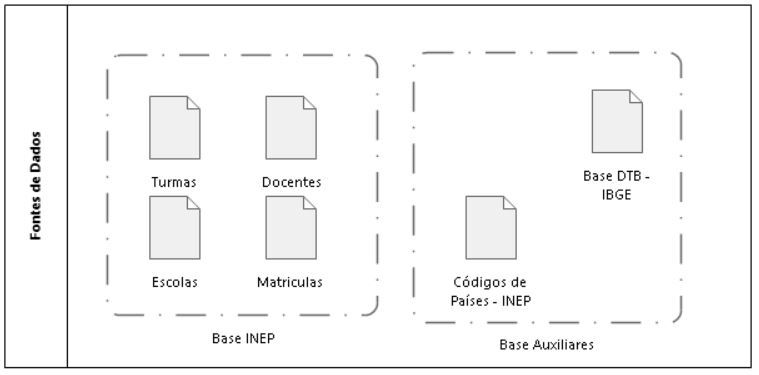 Fontes de Dados
Turmas
Docentes
Escolas
Matriculas
Base INEP
Base DTB -
IBGE
Códigos de
Países - INEP
Base Auxiliares